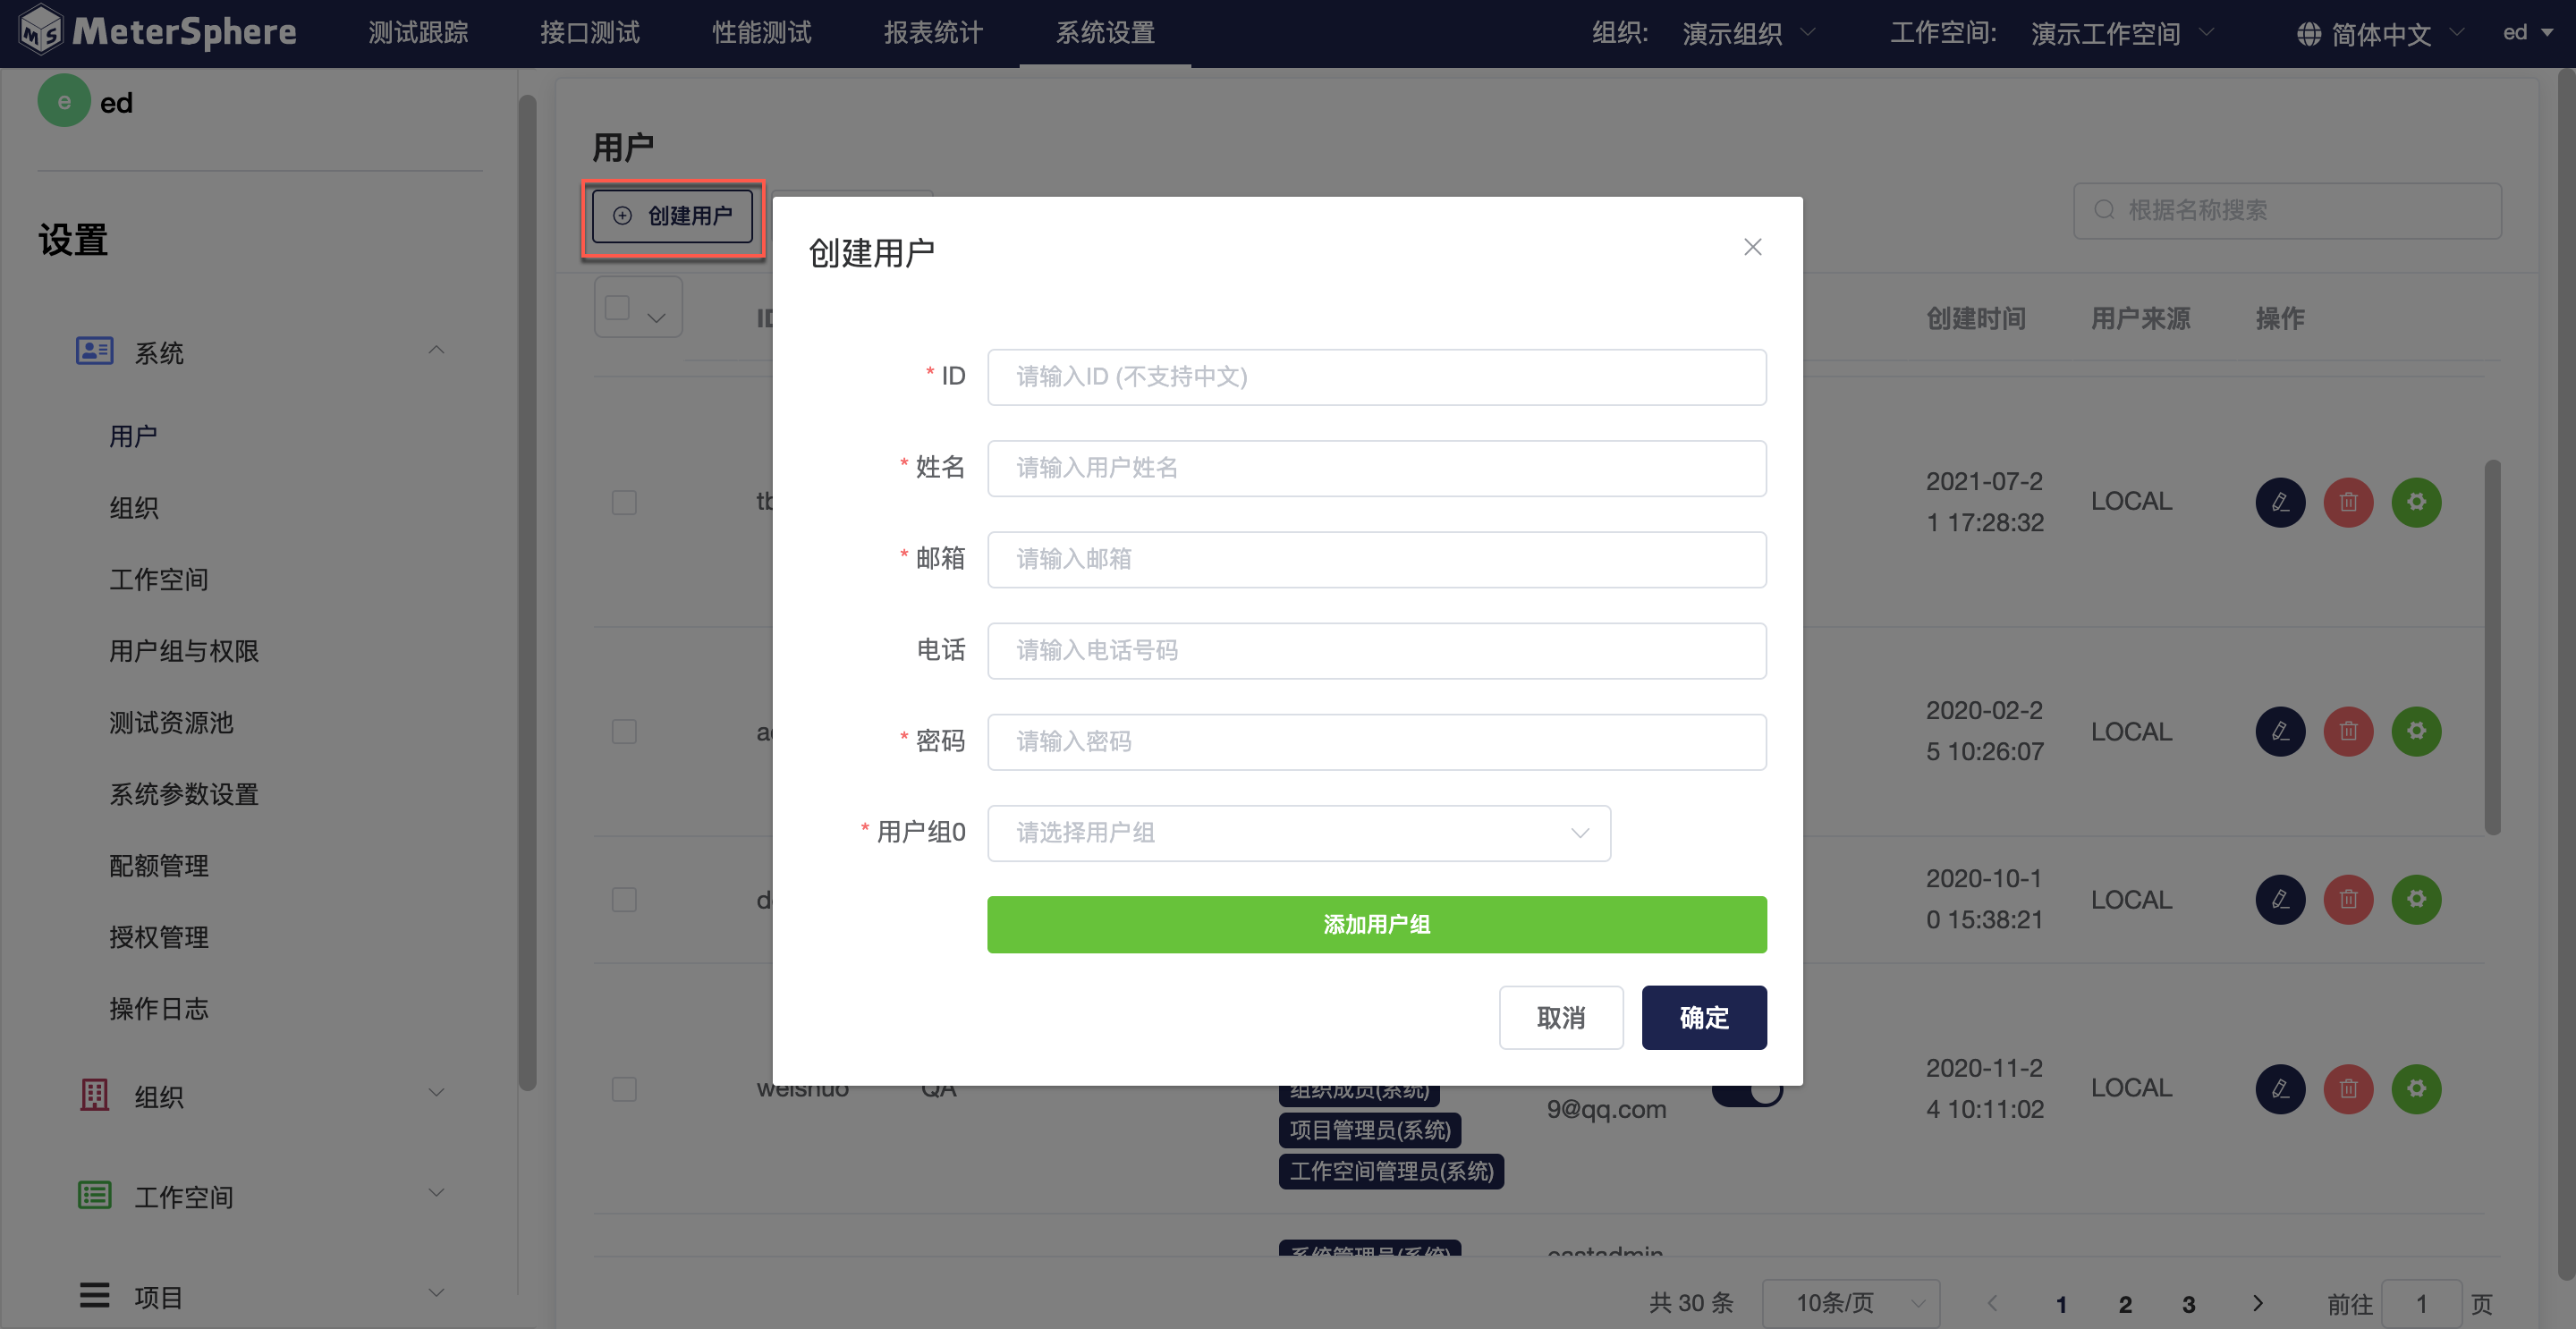 MeterSphere
测试跟踪
接口测试
性能测试
报表统计
系统设置
组织:
演示组织
工作空间:
演示工作空间
简体中文
ed
e
ed
设置
系统
用户
组织
工作空间
用户组与权限
测试资源池
系统参数设置
配额管理
授权管理
操作日志
组织
工作空间
项目
用户
创建用户
根据名称搜索
创建时间
用户来源
操作
2021-07-2
1 17:28:32
LOCAL
2020-02-2
5 10:26:07
LOCAL
2020-10-1
0 15:38:21
LOCAL
weishuo
QA
组织成员(系统)
项目管理员(系统)
工作空间管理员(系统)
9@qq.com
2020-11-2
4 10:11:02
LOCAL
系统管理员(系统)
eastadmin
共 30 条
10条/页
1
2
3
前往
1
页
创建用户
* ID
请输入ID (不支持中文)
* 姓名
请输入用户姓名
* 邮箱
请输入邮箱
电话
请输入电话号码
* 密码
请输入密码
* 用户组0
请选择用户组
添加用户组
取消
确定